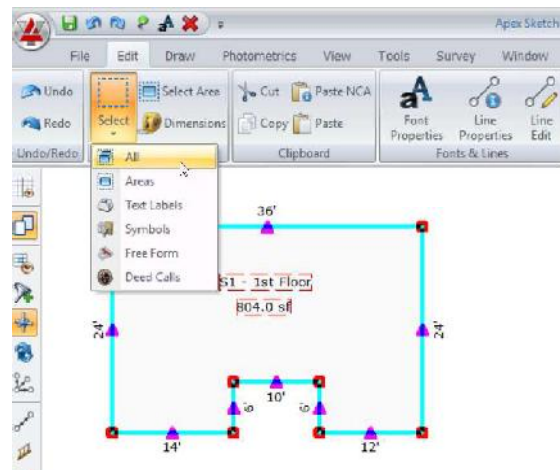 Apex Sketch
File Edit Draw Photometrics View Tools Survey Window
Undo
Redo
Undo/Redo
Select
Select Area
Dimensions
Cut
Copy
Paste NCA
Paste
Clipboard
Font Properties
Line Properties
Line Edit
Fonts & Lines
All
Areas
Text Labels
Symbols
Free Form
Deed Calls
36'
S1 - 1st Floor
804.0 sf
24'
24'
10'
6'
6'
14'
12'